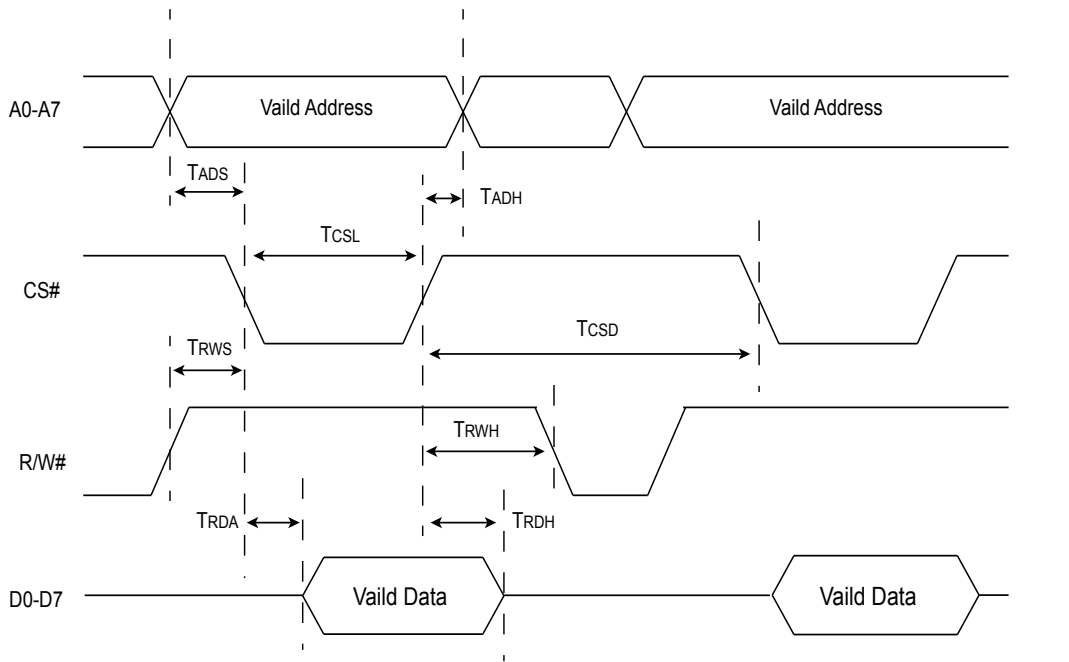 A0-A7
Vaild Address
Vaild Address
TADS
TADH
TCSL
CS#
TCSD
TRWS
TRWH
R/W#
TRDA
TRDH
D0-D7
Vaild Data
Vaild Data